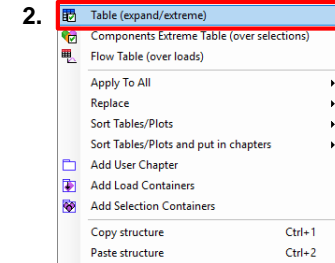 2.
Table (expand/extreme)
Components Extreme Table (over selections)
Flow Table (over loads)
Apply To All
Replace
Sort Tables/Plots
Sort Tables/Plots and put in chapters
Add User Chapter
Add Load Containers
Add Selection Containers
Copy structure Ctrl+1
Paste structure Ctrl+2